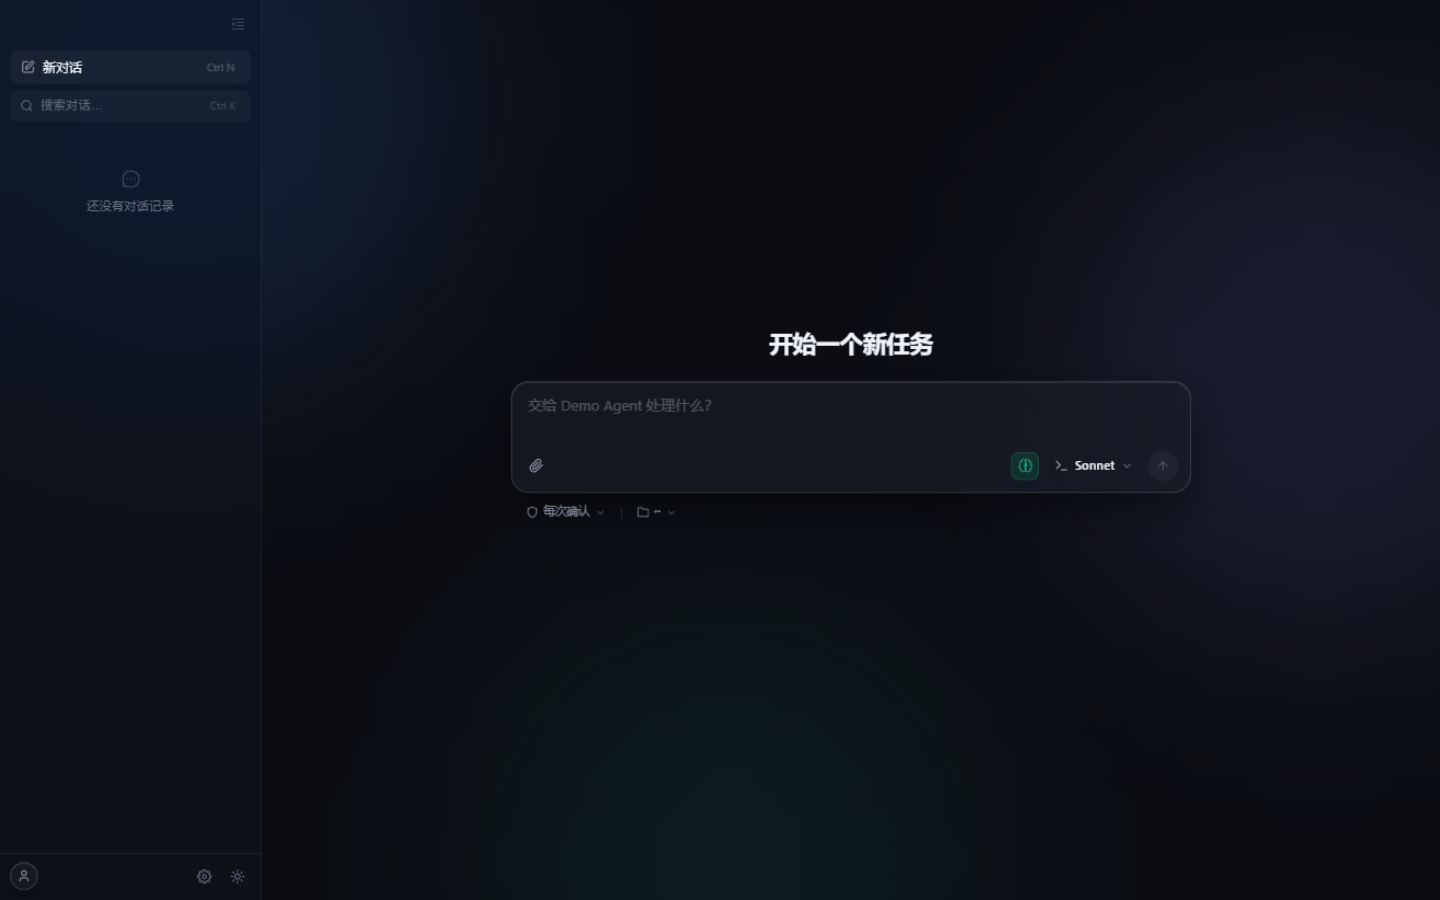 新对话 Ctrl N
搜索对话... Ctrl K
还没有对话记录
开始一个新任务
交给 Demo Agent 处理什么?
Sonnet
每次确认 | ~